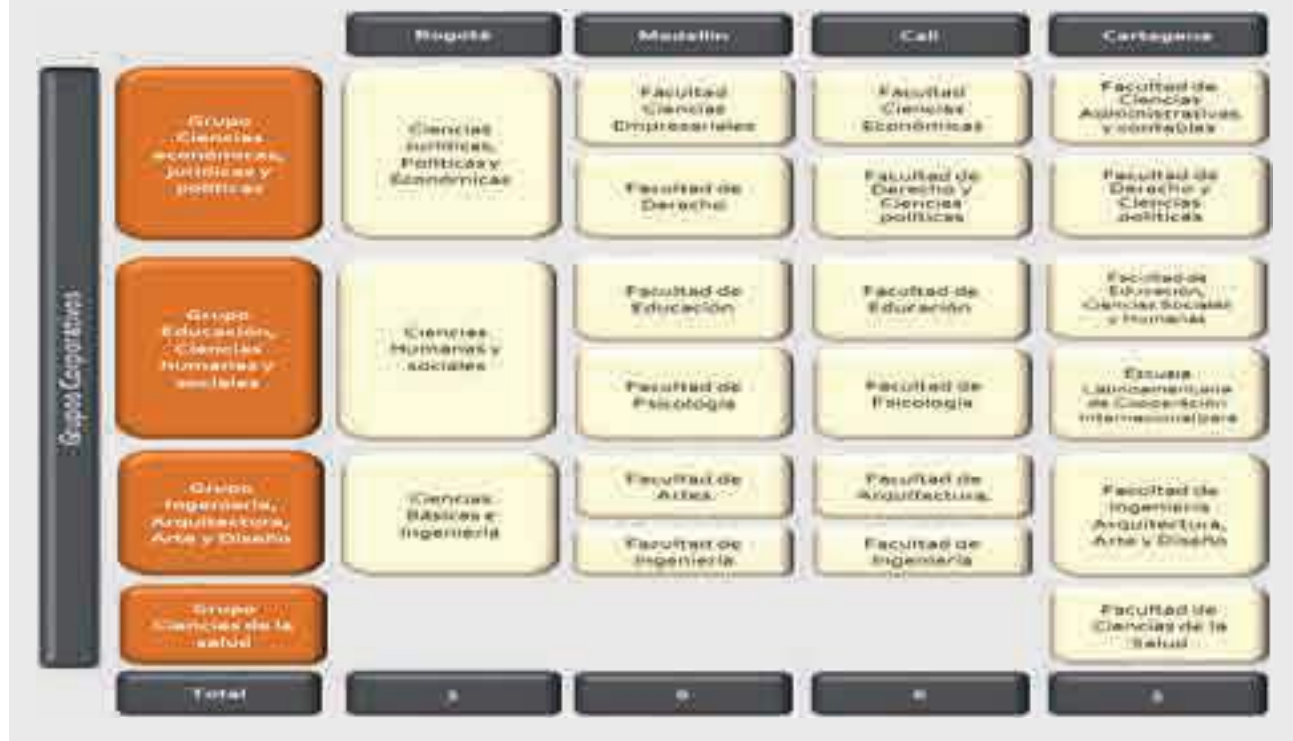 Bogotá
Medellín
Cali
Cartagena
Grupos Corporativos
Grupo
Ciencias
económicas,
jurídicas y
políticas
Ciencias
Jurídicas,
Políticas y
Económicas
Facultad
Ciencias
Empresariales
Facultad
Ciencias
Económicas
Facultad de
Ciencias
Administrativas
y contables
Facultad de
Derecho
Facultad de
Derecho y
Ciencias
políticas
Facultad de
Derecho y
Ciencias
políticas
Grupo
Educación,
Ciencias
humanas y
sociales
Ciencias
Humanas y
sociales
Facultad de
Educación
Facultad de
Educación
Facultad de
Educación,
Ciencias Sociales
y Humanas
Facultad de
Psicología
Facultad de
Psicología
Escuela
Latinoamericana
de Cooperación
Internacional para
Grupo
Ingeniería,
Arquitectura,
Arte y Diseño
Ciencias
Básicas e
Ingeniería
Facultad de
Artes
Facultad de
Arquitectura,
Facultad de
Ingeniería
Arquitectura,
Arte y Diseño
Facultad de
Ingeniería
Facultad de
Ingeniería
Grupo
Ciencias de la
salud
Facultad de
Ciencias de la
Salud
Total
3